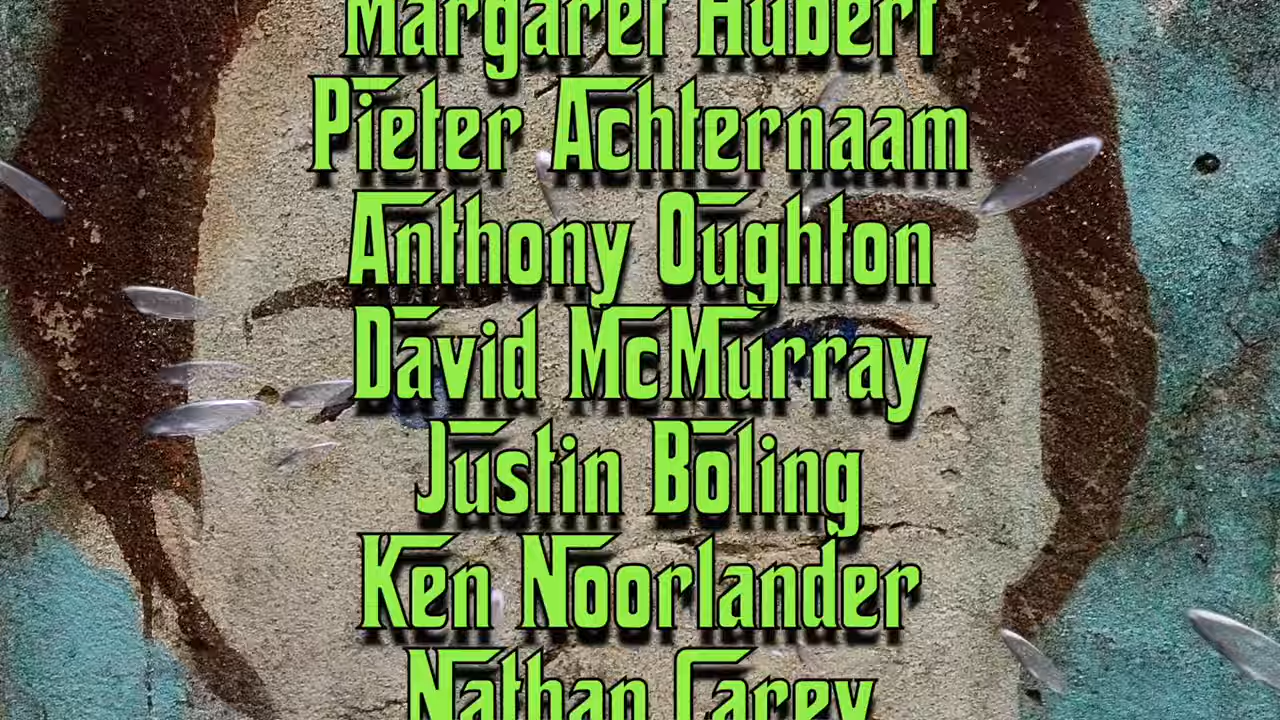 Margaret Hubert
Pieter Achternaam
Anthony Oughton
David McMurray
Justin Boling
Ken Noorlander
Nathan Carey